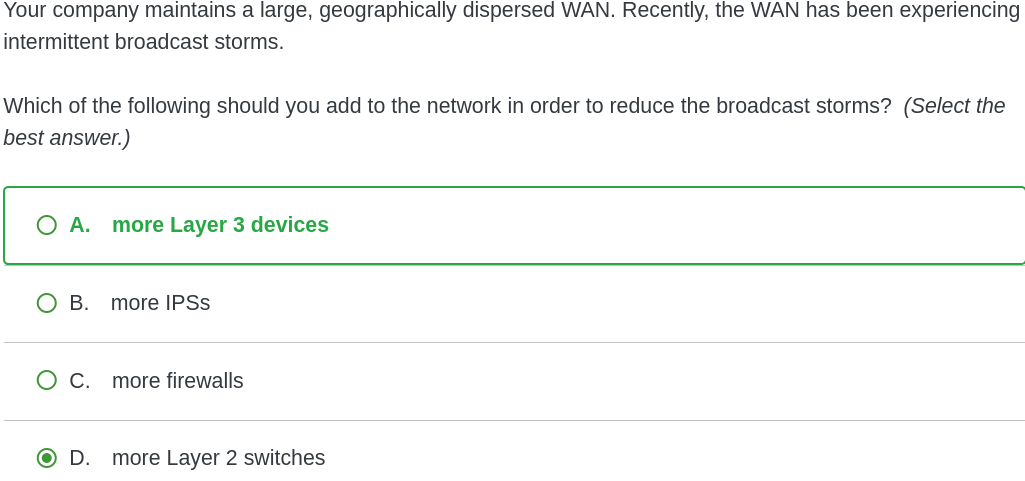 Your company maintains a large, geographically dispersed WAN. Recently, the WAN has been experiencing
intermittent broadcast storms.
Which of the following should you add to the network in order to reduce the broadcast storms? (Select the
best answer.)
A. more Layer 3 devices
B. more IPSs
C. more firewalls
D. more Layer 2 switches